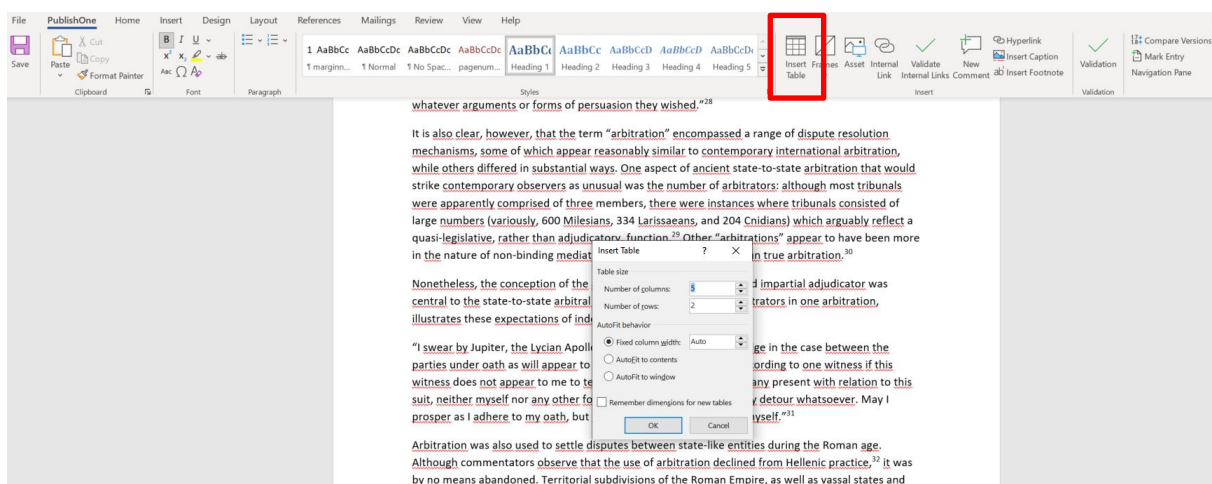 File PublishOne Home Insert Design Layout References Mailings Review View Help
Save
Paste
Cut
Copy
Format Painter
Clipboard
B I U ab
x² x₂
Aac Ω
Font
Paragraph
1 AaBbCc AaBbCcDc AaBbCcDc AaBbCcDc AaBbCc AaBbCc AaBbCcD AaBbCcD AaBbCcDc
¶ marginn... ¶ Normal ¶ No Spac... pagenum... Heading 1 Heading 2 Heading 3 Heading 4 Heading 5
Styles
Insert Table
Frames
Asset
Internal Link
Validate Internal Links
New Comment
Hyperlink
Insert Caption
ab Insert Footnote
Insert
Validation
Validation
Compare Versions
Mark Entry
Navigation Pane
whatever arguments or forms of persuasion they wished."28
It is also clear, however, that the term "arbitration" encompassed a range of dispute resolution
mechanisms, some of which appear reasonably similar to contemporary international arbitration,
while others differed in substantial ways. One aspect of ancient state-to-state arbitration that would
strike contemporary observers as unusual was the number of arbitrators: although most tribunals
were apparently comprised of three members, there were instances where tribunals consisted of
large numbers (variously, 600 Milesians, 334 Larissaeans, and 204 Cnidians) which arguably reflect a
quasi-legislative, rather than adjudicatory, function.29 Other "arbitrations" appear to have been more
in the nature of non-binding mediat n true arbitration.30
Nonetheless, the conception of the d impartial adjudicator was
central to the state-to-state arbitral trators in one arbitration,
illustrates these expectations of ind
"I swear by Jupiter, the Lycian Apoll ge in the case between the
parties under oath as will appear to ording to one witness if this
witness does not appear to me to te any present with relation to this
suit, neither myself nor any other fo y detour whatsoever. May I
prosper as I adhere to my oath, but yself."31
Arbitration was also used to settle disputes between state-like entities during the Roman age.
Although commentators observe that the use of arbitration declined from Hellenic practice,32 it was
by no means abandoned. Territorial subdivisions of the Roman Empire, as well as vassal states and
Insert Table ? ×
Table size
Number of columns: 5
Number of rows: 2
AutoFit behavior
Fixed column width: Auto
AutoFit to contents
AutoFit to window
Remember dimensions for new tables
OK Cancel